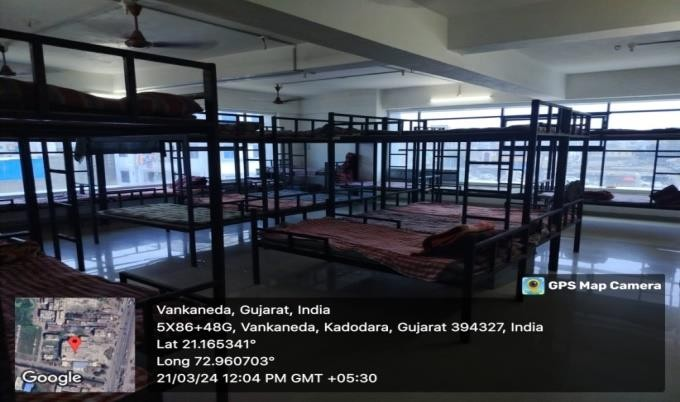 GPS Map Camera
Vankaneda, Gujarat, India
5X86+48G, Vankaneda, Kadodara, Gujarat 394327, India
Lat 21.165341°
Long 72.960703°
21/03/24 12:04 PM GMT +05:30
Google